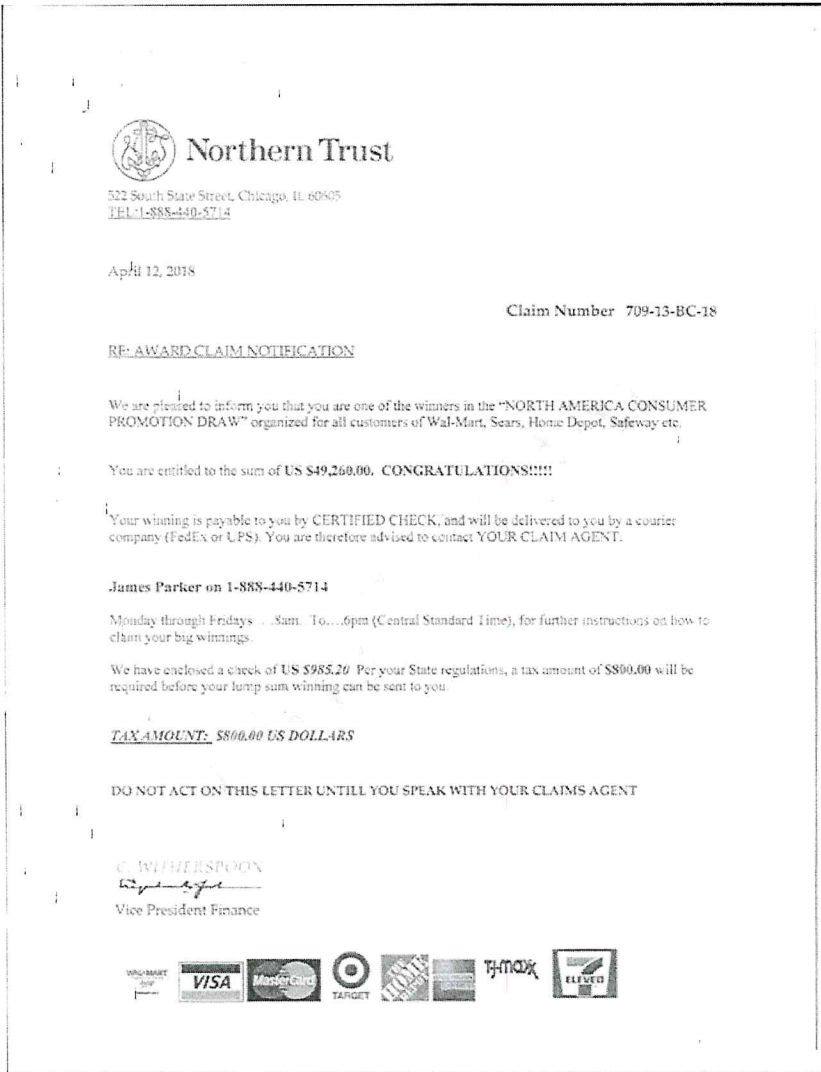 Northern Trust
522 South State Street, Chicago, IL 60605
TEL:1-888-440-5714
April 12, 2018
Claim Number 709-13-BC-18
RE: AWARD CLAIM NOTIFICATION
We are pleased to inform you that you are one of the winners in the "NORTH AMERICA CONSUMER
PROMOTION DRAW" organized for all customers of Wal-Mart, Sears, Home Depot, Safeway etc.
You are entitled to the sum of US $49,260.00. CONGRATULATIONS!!!!!
Your winning is payable to you by CERTIFIED CHECK, and will be delivered to you by a courier
company (FedEx or UPS). You are therefore advised to contact YOUR CLAIM AGENT.
James Parker on 1-888-440-5714
Monday through Fridays ...8am. To....6pm (Central Standard Time), for further instructions on how to
claim your big winnings.
We have enclosed a check of US $985.20 Per your State regulations, a tax amount of $800.00 will be
required before your lump sum winning can be sent to you.
TAX AMOUNT: $800.00 US DOLLARS
DO NOT ACT ON THIS LETTER UNTILL YOU SPEAK WITH YOUR CLAIMS AGENT
C. WITHERSPOON
Vice President Finance
WAL-MART VISA MasterCard TARGET THE HOME DEPOT TJ-maxx 7 ELEVEN